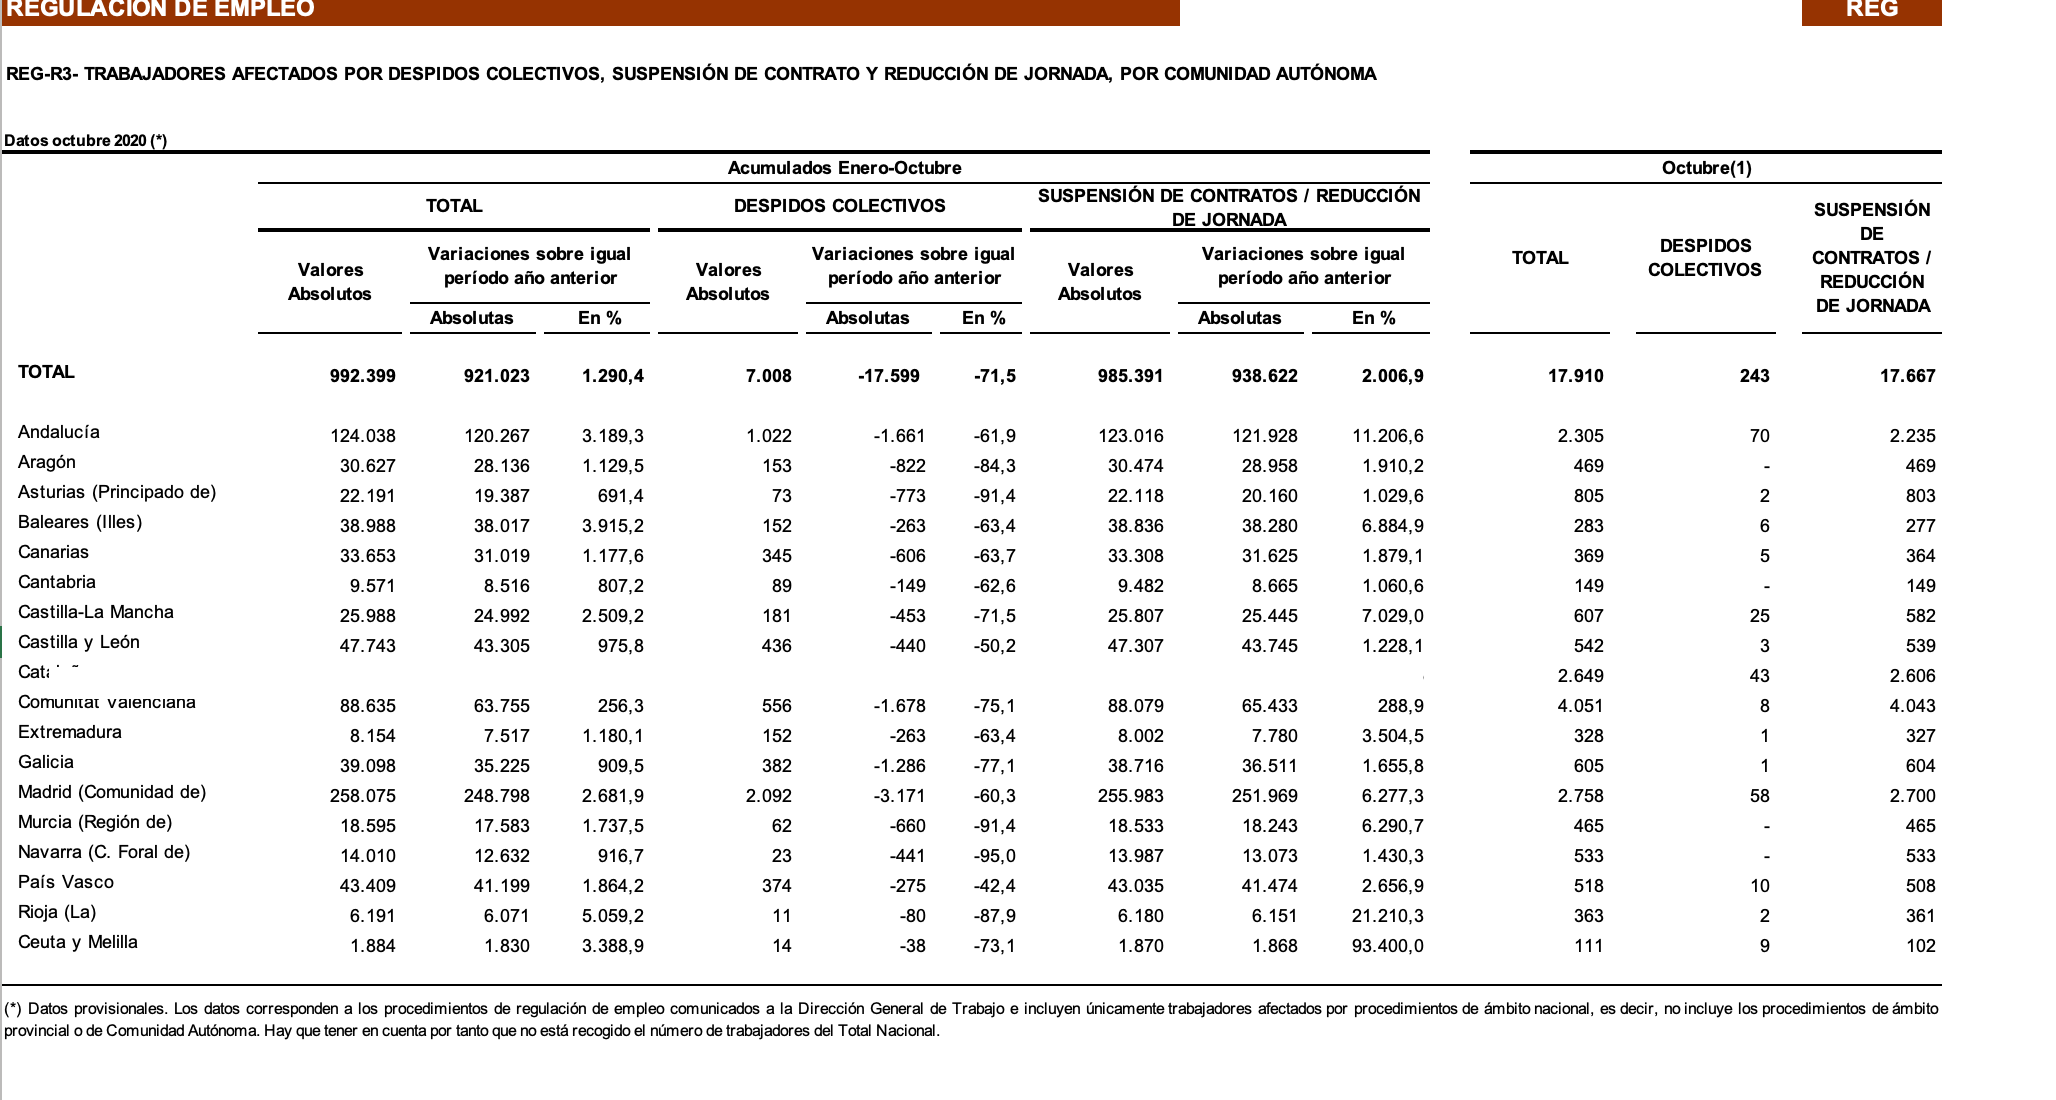 REGULACIÓN DE EMPLEO REG
REG-R3- TRABAJADORES AFECTADOS POR DESPIDOS COLECTIVOS, SUSPENSIÓN DE CONTRATO Y REDUCCIÓN DE JORNADA, POR COMUNIDAD AUTÓNOMA
Datos octubre 2020 (*)
Acumulados Enero-Octubre Octubre(1)
TOTAL DESPIDOS COLECTIVOS SUSPENSIÓN DE CONTRATOS / REDUCCIÓN
DE JORNADA
Valores
Absolutos
Variaciones sobre igual
período año anterior
Absolutas En %
Valores
Absolutos
Variaciones sobre igual
período año anterior
Absolutas En %
Valores
Absolutos
Variaciones sobre igual
período año anterior
Absolutas En %
TOTAL
DESPIDOS
COLECTIVOS
SUSPENSIÓN
DE
CONTRATOS /
REDUCCIÓN
DE JORNADA
TOTAL 992.399 921.023 1.290,4 7.008 -17.599 -71,5 985.391 938.622 2.006,9 17.910 243 17.667
Andalucía 124.038 120.267 3.189,3 1.022 -1.661 -61,9 123.016 121.928 11.206,6 2.305 70 2.235
Aragón 30.627 28.136 1.129,5 153 -822 -84,3 30.474 28.958 1.910,2 469 - 469
Asturias (Principado de) 22.191 19.387 691,4 73 -773 -91,4 22.118 20.160 1.029,6 805 2 803
Baleares (Illes) 38.988 38.017 3.915,2 152 -263 -63,4 38.836 38.280 6.884,9 283 6 277
Canarias 33.653 31.019 1.177,6 345 -606 -63,7 33.308 31.625 1.879,1 369 5 364
Cantabria 9.571 8.516 807,2 89 -149 -62,6 9.482 8.665 1.060,6 149 - 149
Castilla-La Mancha 25.988 24.992 2.509,2 181 -453 -71,5 25.807 25.445 7.029,0 607 25 582
Castilla y León 47.743 43.305 975,8 436 -440 -50,2 47.307 43.745 1.228,1 542 3 539
2.649 43 2.606
Comunitat Valenciana 88.635 63.755 256,3 556 -1.678 -75,1 88.079 65.433 288,9 4.051 8 4.043
Extremadura 8.154 7.517 1.180,1 152 -263 -63,4 8.002 7.780 3.504,5 328 1 327
Galicia 39.098 35.225 909,5 382 -1.286 -77,1 38.716 36.511 1.655,8 605 1 604
Madrid (Comunidad de) 258.075 248.798 2.681,9 2.092 -3.171 -60,3 255.983 251.969 6.277,3 2.758 58 2.700
Murcia (Región de) 18.595 17.583 1.737,5 62 -660 -91,4 18.533 18.243 6.290,7 465 - 465
Navarra (C. Foral de) 14.010 12.632 916,7 23 -441 -95,0 13.987 13.073 1.430,3 533 - 533
País Vasco 43.409 41.199 1.864,2 374 -275 -42,4 43.035 41.474 2.656,9 518 10 508
Rioja (La) 6.191 6.071 5.059,2 11 -80 -87,9 6.180 6.151 21.210,3 363 2 361
Ceuta y Melilla 1.884 1.830 3.388,9 14 -38 -73,1 1.870 1.868 93.400,0 111 9 102
(*) Datos provisionales. Los datos corresponden a los procedimientos de regulación de empleo comunicados a la Dirección General de Trabajo e incluyen únicamente trabajadores afectados por procedimientos de ámbito nacional, es decir, no incluye los procedimientos de ámbito
provincial o de Comunidad Autónoma. Hay que tener en cuenta por tanto que no está recogido el número de trabajadores del Total Nacional.